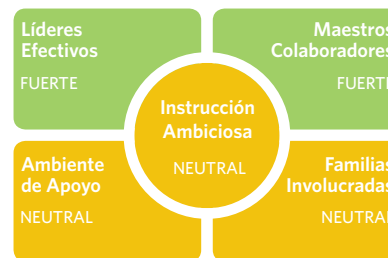 Líderes
Efectivos
FUERTE
Maestros
Colaboradores
FUERTE
Instrucción
Ambiciosa
NEUTRAL
Ambiente
de Apoyo
NEUTRAL
Familias
Involucradas
NEUTRAL